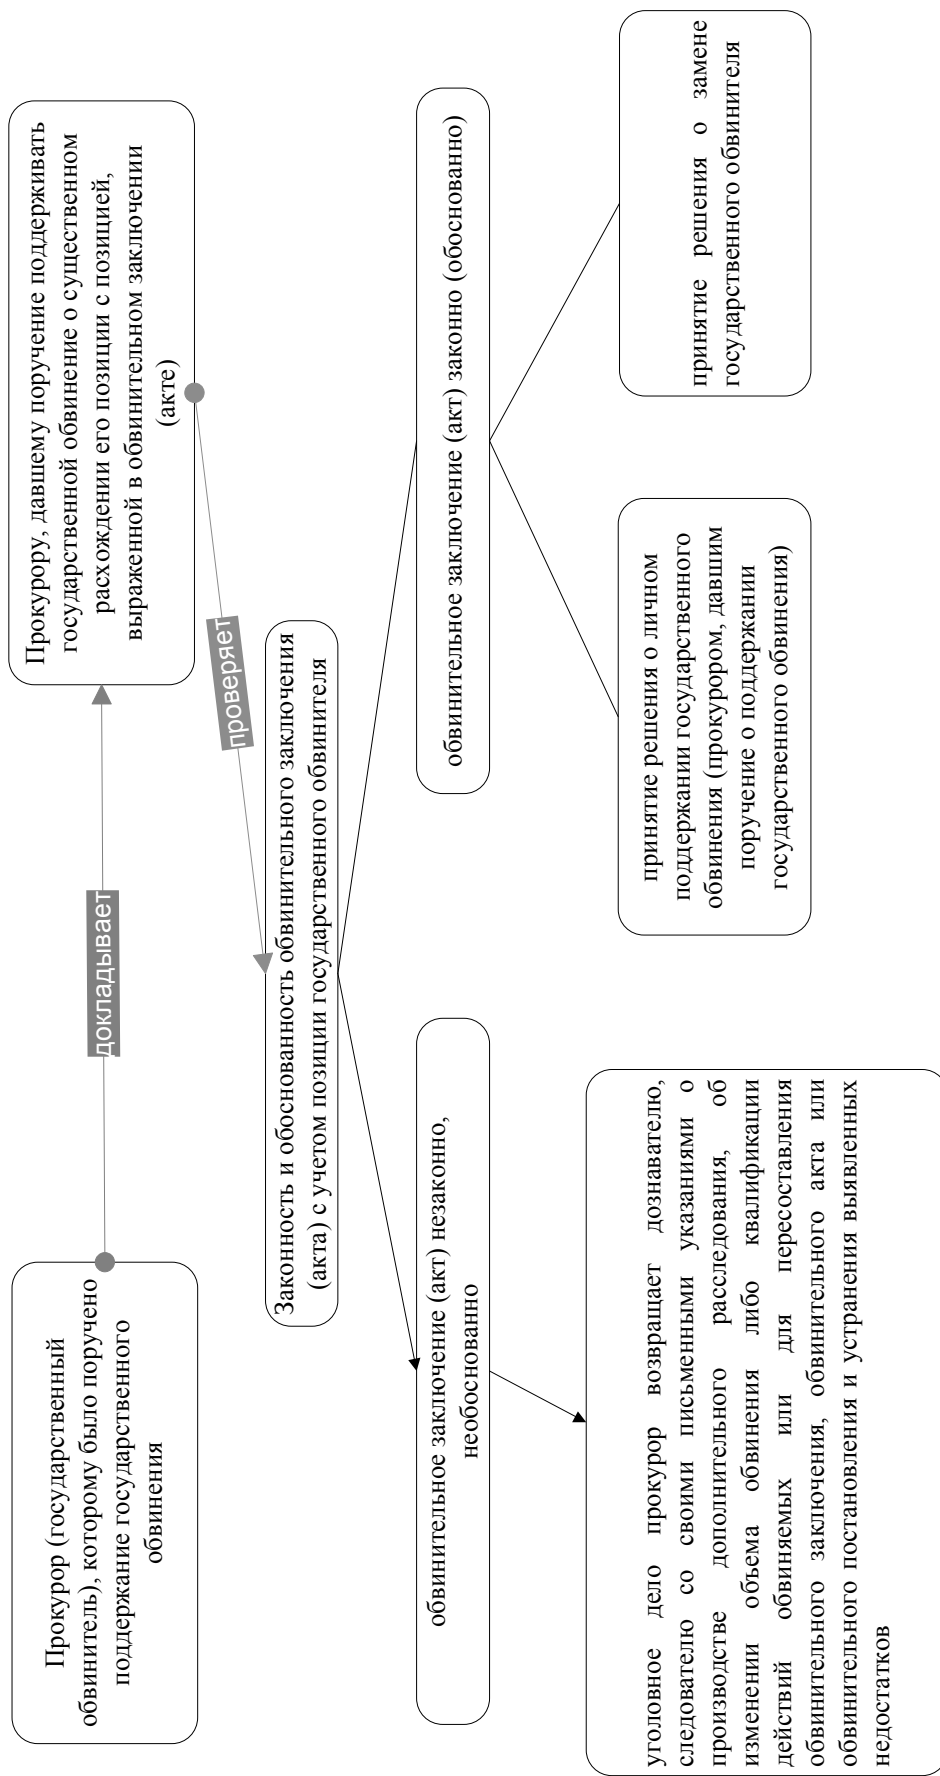 Прокурор (государственный
обвинитель), которому было поручено
поддержание государственного
обвинения
докладывает
Прокурору, давшему поручение поддерживать
государственной обвинение о существенном
расхождении его позиции с позицией,
выраженной в обвинительном заключении
(акте)
проверяет
Законность и обоснованность обвинительного заключения
(акта) с учетом позиции государственного обвинителя
обвинительное заключение (акт) незаконно,
необоснованно
обвинительное заключение (акт) законно (обоснованно)
уголовное дело прокурор возвращает дознавателю,
следователю со своими письменными указаниями о
производстве дополнительного расследования, об
изменении объема обвинения либо квалификации
действий обвиняемых или для пересоставления
обвинительного заключения, обвинительного акта или
обвинительного постановления и устранения выявленных
недостатков
принятие решения о личном
поддержании государственного
обвинения (прокурором, давшим
поручение о поддержании
государственного обвинения)
принятие решения о замене
государственного обвинителя